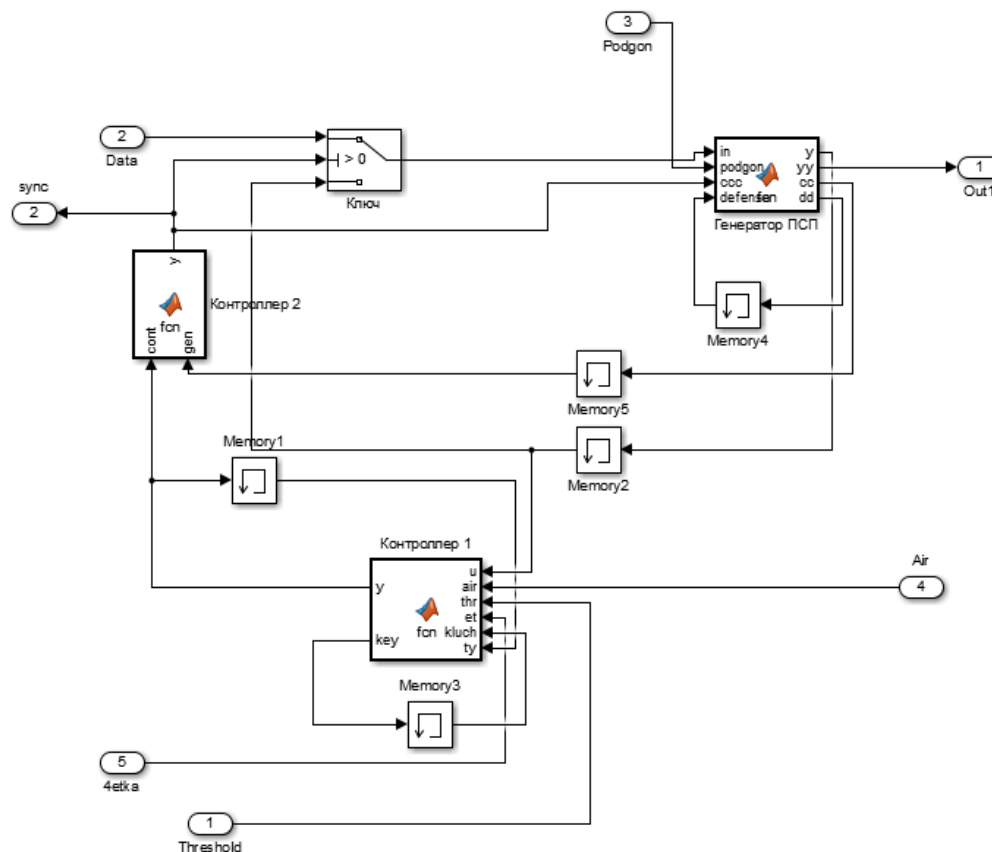 3
Podgon
2
Data
> 0
Ключ
in
podgon
ccc
defense
fcn
y
yy
cc
dd
Генератор ПСП
1
Out1
sync
2
y
fcn
cont
gen
Контроллер 2
Memory4
Memory5
Memory1
Memory2
Контроллер 1
y
key
fcn
u
air
thr
et
kluch
ty
Air
4
Memory3
5
4etka
1
Threshold